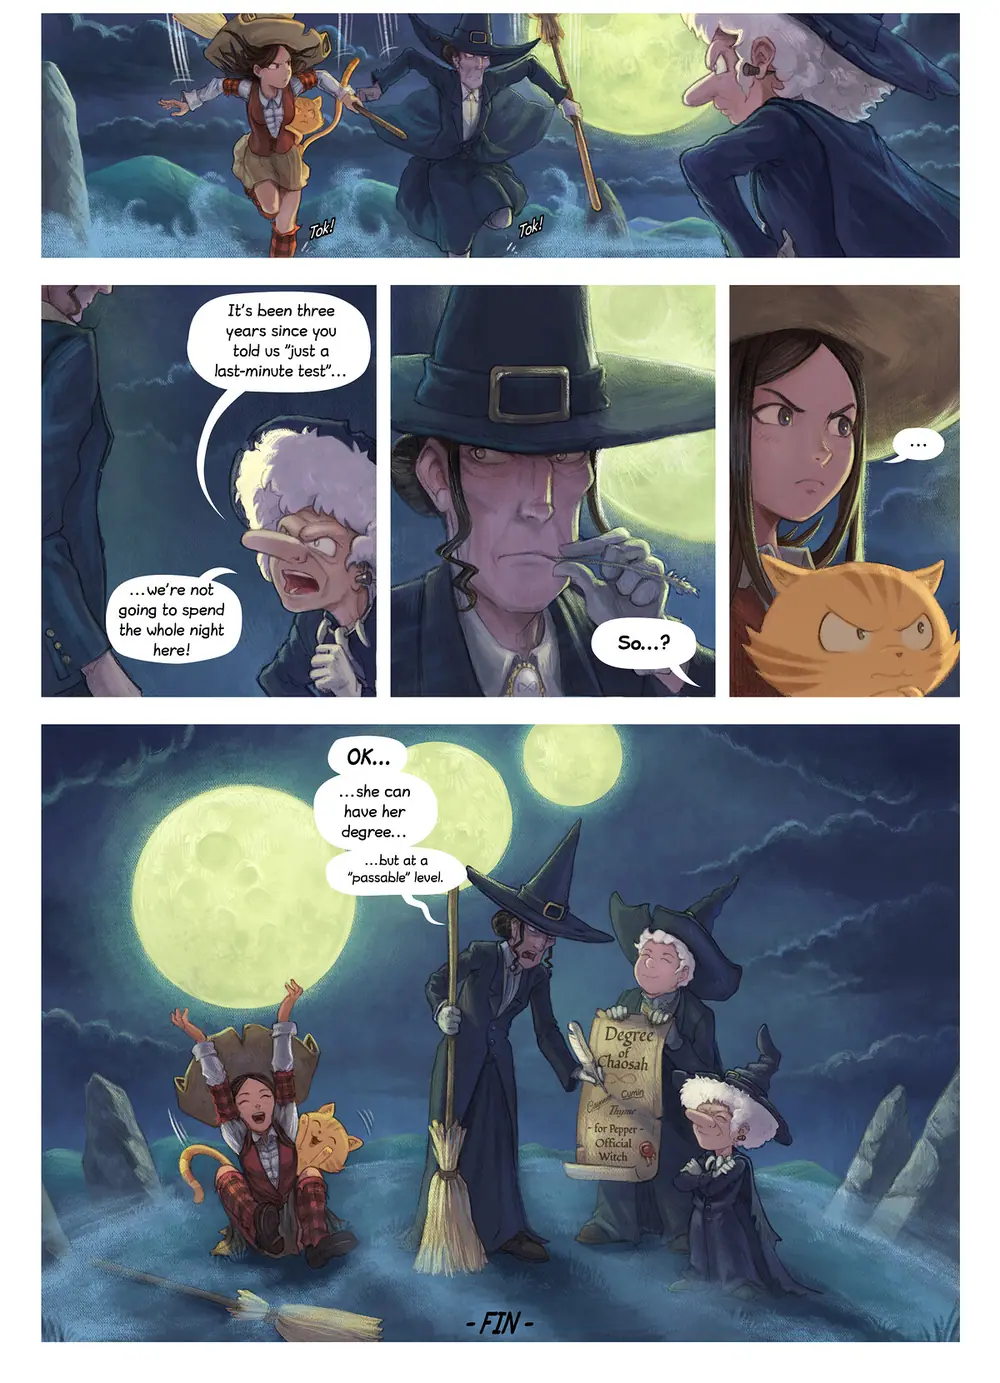 Tok!
Tok!
It's been three
years since you
told us "just a
last-minute test"...
...we're not
going to spend
the whole night
here!
So...?
...
OK...
...she can
have her
degree...
...but at a
"passable" level.
Degree
of
Chaosah
Cayenne
Cumin
Thyme
- for Pepper -
Official
Witch
- FIN -